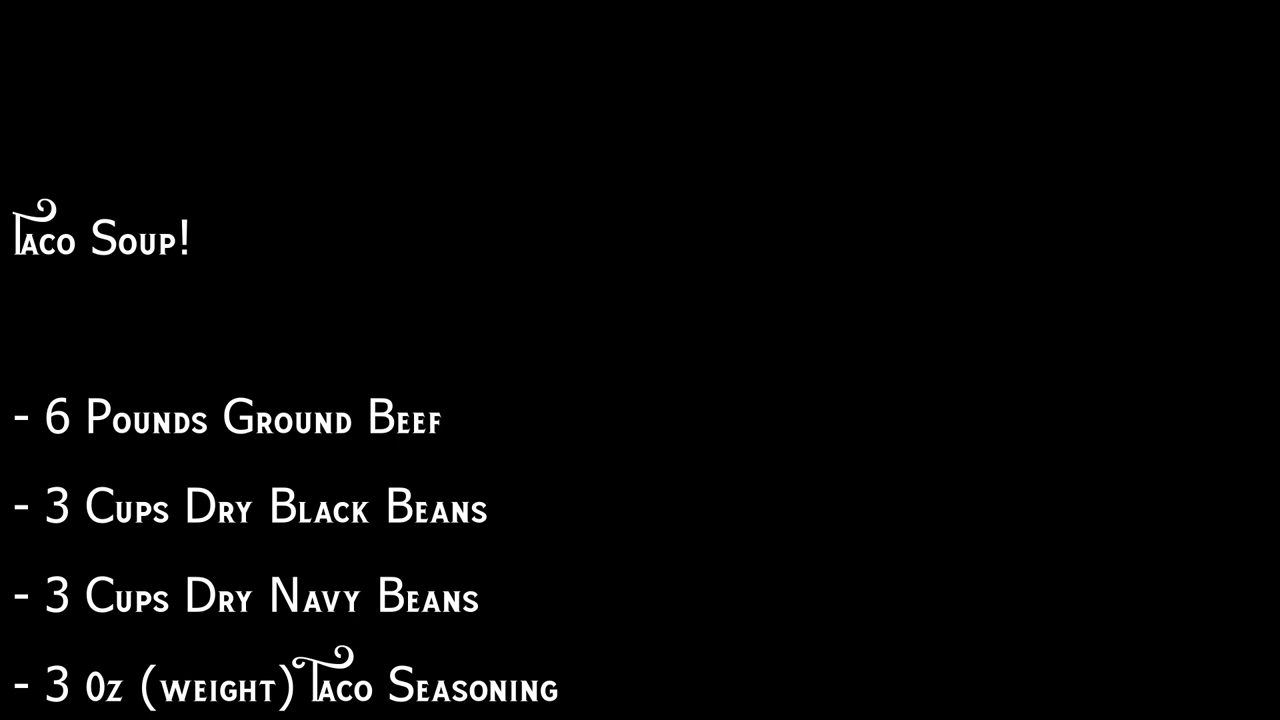 Taco Soup!
- 6 Pounds Ground Beef
- 3 Cups Dry Black Beans
- 3 Cups Dry Navy Beans
- 3 Oz (weight) Taco Seasoning